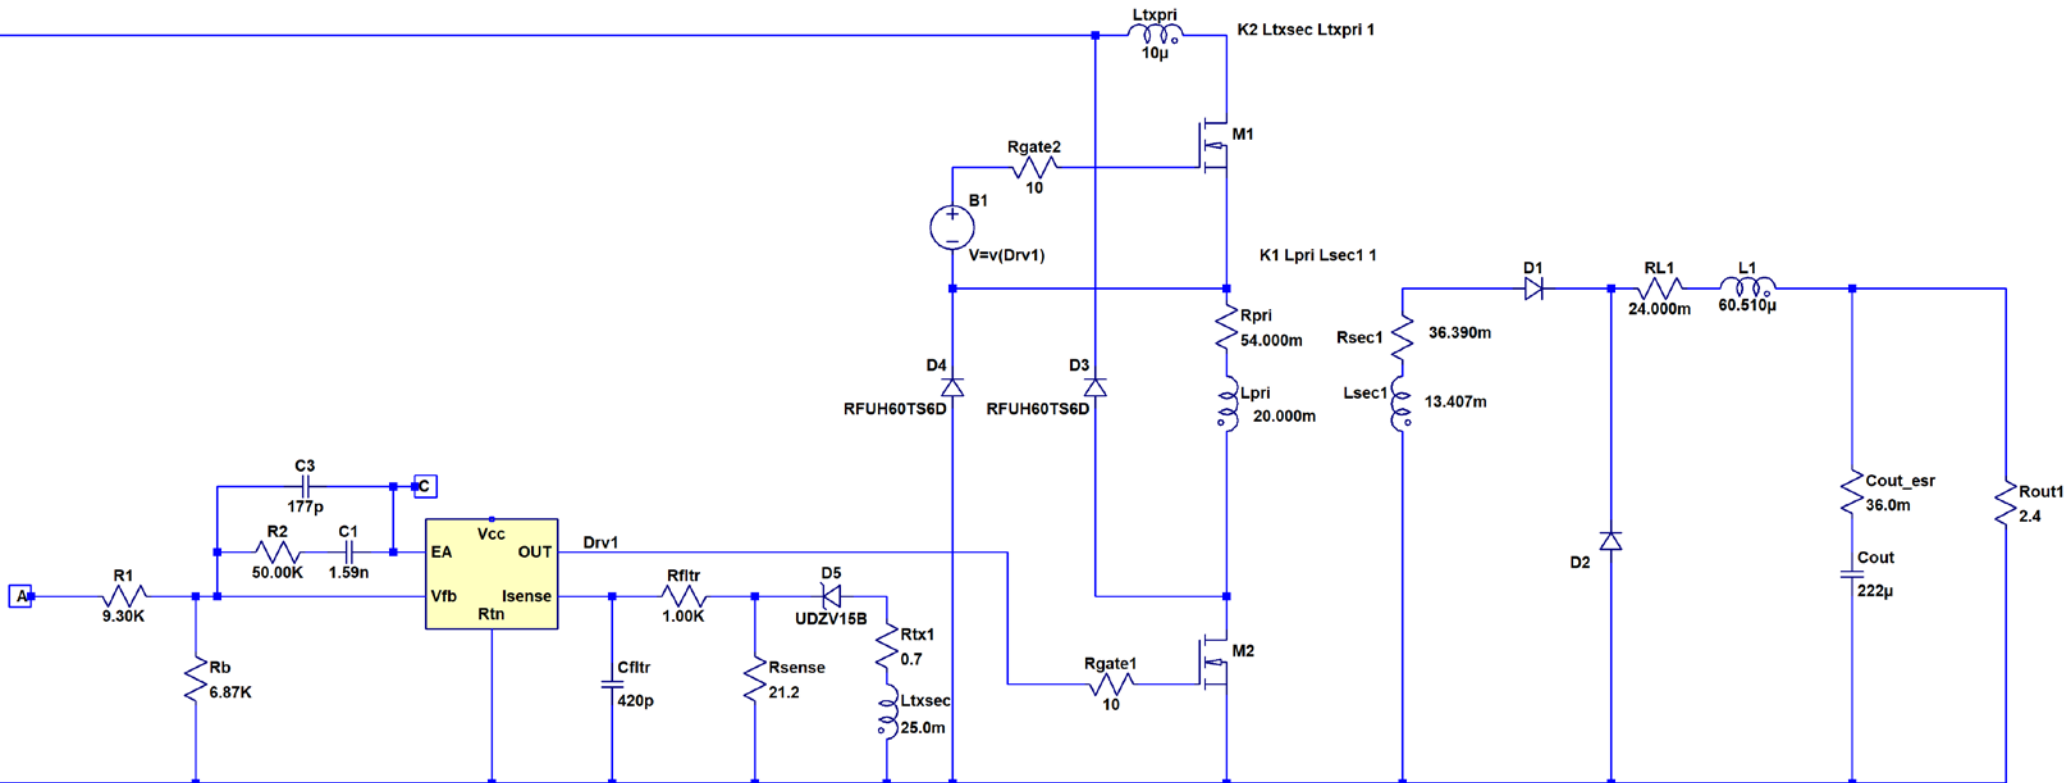 Ltxpri
K2 Ltxsec Ltxpri 1
10µ
M1
Rgate2
10
B1
V=v(Drv1)
K1 Lpri Lsec1 1
D1
RL1
L1
24.000m
60.510µ
Rpri
54.000m
Rsec1
36.390m
D4
RFUH60TS6D
D3
RFUH60TS6D
Lpri
20.000m
Lsec1
13.407m
C3
177p
C
R2
C1
50.00K
1.59n
Vcc
EA
OUT
Drv1
Vfb
Isense
Rtn
A
R1
9.30K
Rfltr
1.00K
D5
UDZV15B
Rb
6.87K
Cfltr
420p
Rsense
21.2
Rtx1
0.7
Ltxsec
25.0m
Rgate1
10
M2
D2
Cout_esr
36.0m
Cout
222µ
Rout1
2.4